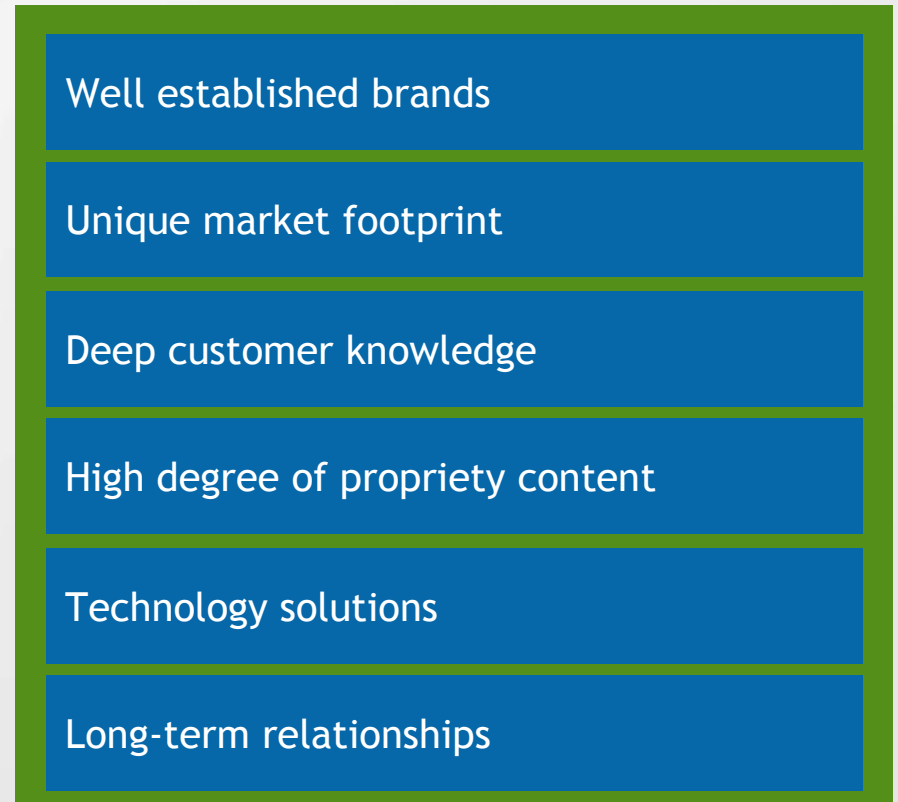 Well established brands
Unique market footprint
Deep customer knowledge
High degree of propriety content
Technology solutions
Long-term relationships